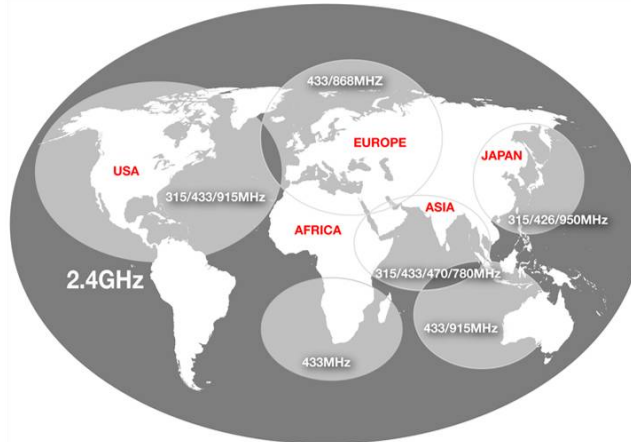 433/868MHZ
EUROPE
JAPAN
USA
315/433/915MHz
ASIA
315/426/950MHz
AFRICA
2.4GHz
315/433/470/780MHz
433/915MHz
433MHz